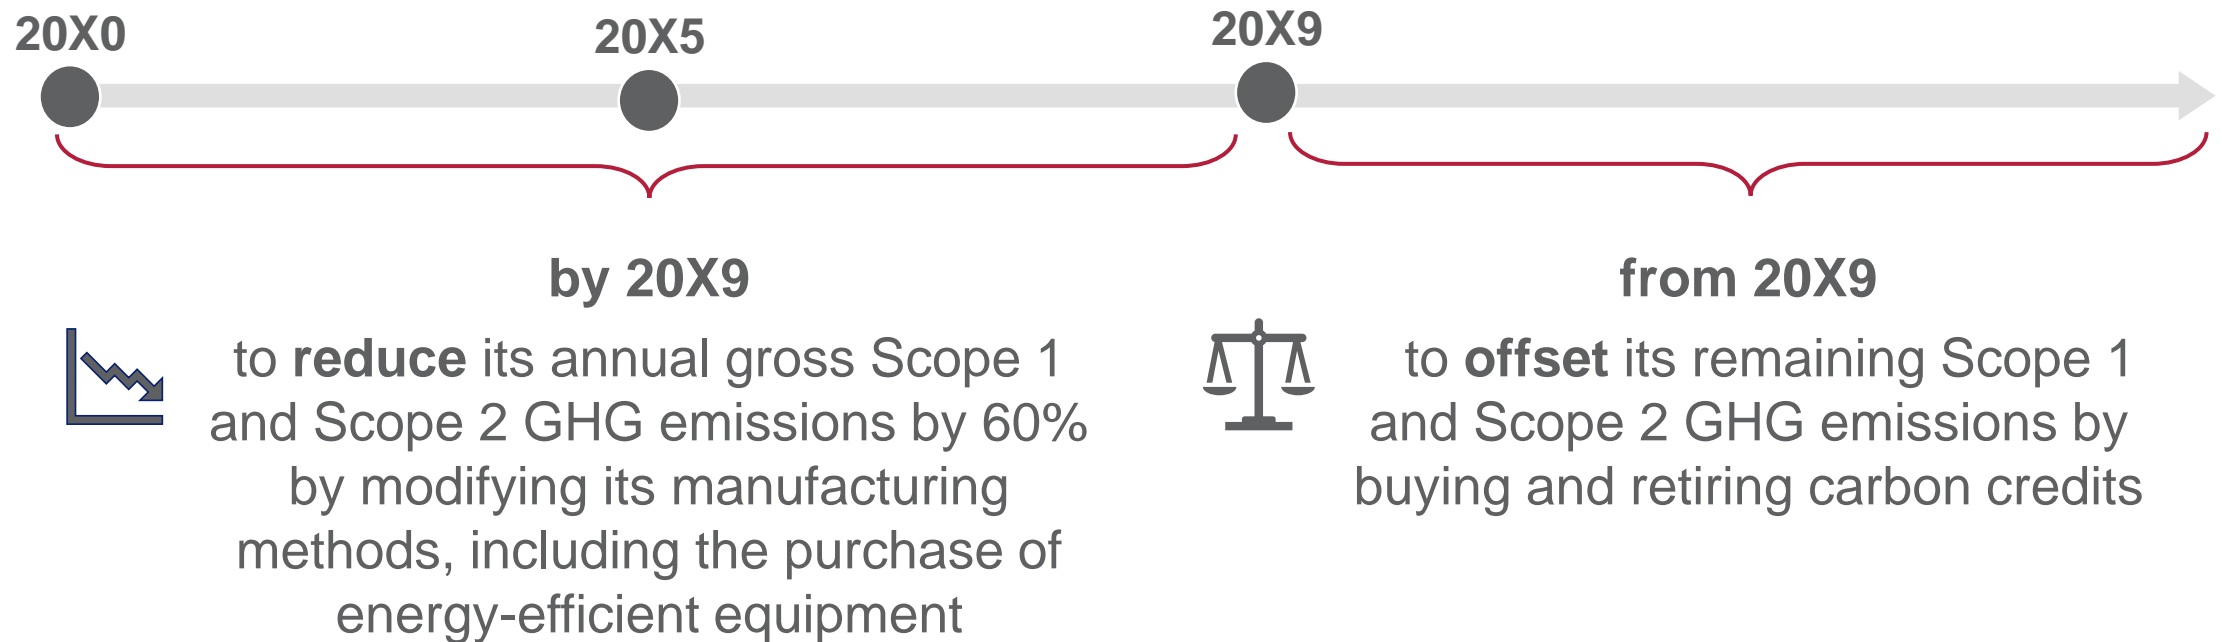 20X0
20X5
20X9
by 20X9
to reduce its annual gross Scope 1
and Scope 2 GHG emissions by 60%
by modifying its manufacturing
methods, including the purchase of
energy-efficient equipment
from 20X9
to offset its remaining Scope 1
and Scope 2 GHG emissions by
buying and retiring carbon credits